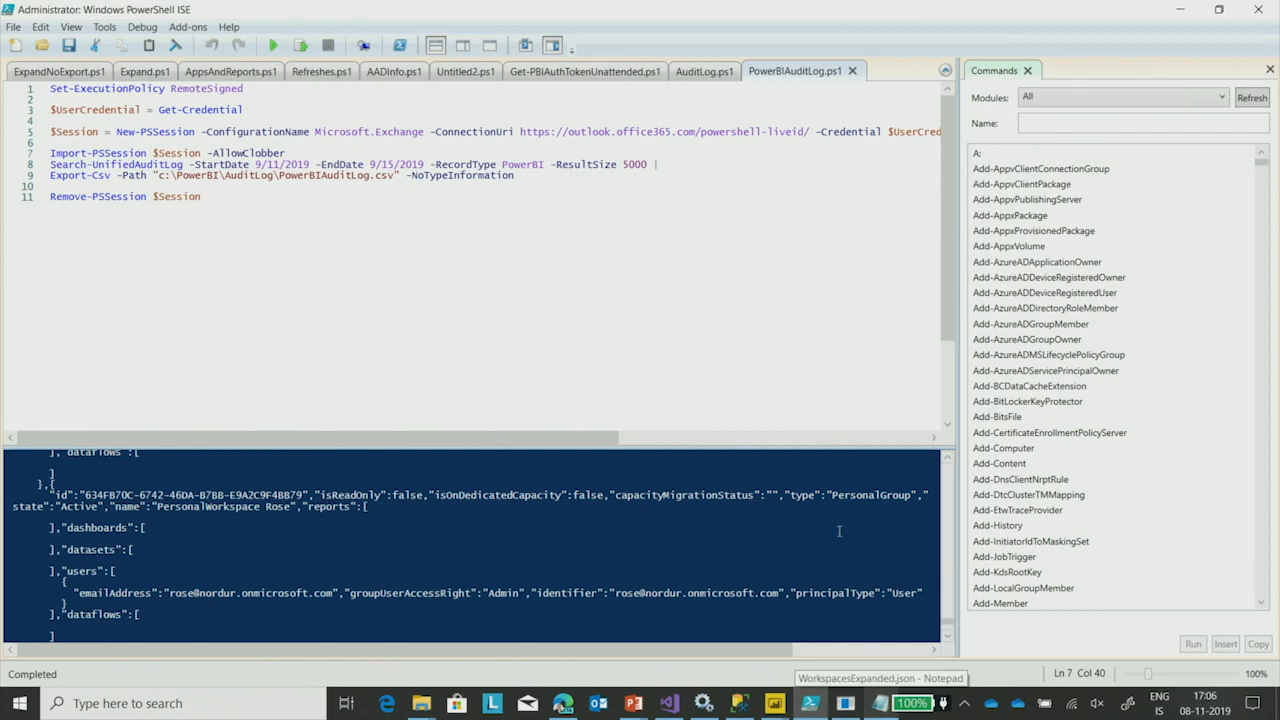 Administrator: Windows PowerShell ISE
File Edit View Tools Debug Add-ons Help
ExpandNoExport.ps1 Expand.ps1 AppsAndReports.ps1 Refreshes.ps1 AADInfo.ps1 Untitled2.ps1 Get-PBIAuthTokenUnattended.ps1 AuditLog.ps1 PowerBIAuditLog.ps1
1 Set-ExecutionPolicy RemoteSigned
2
3 $UserCredential = Get-Credential
4
5 $Session = New-PSSession -ConfigurationName Microsoft.Exchange -ConnectionUri https://outlook.office365.com/powershell-liveid/ -Credential $UserCred
6
7 Import-PSSession $Session -AllowClobber
8 Search-UnifiedAuditLog -StartDate 9/11/2019 -EndDate 9/15/2019 -RecordType PowerBI -ResultSize 5000 |
9 Export-Csv -Path "c:\PowerBI\AuditLog\PowerBIAuditLog.csv" -NoTypeInformation
10
11 Remove-PSSession $Session
],"dataflows":[
]
},{
"id":"634FB70C-6742-46DA-B7BB-E9A2C9F4BB79","isReadOnly":false,"isOnDedicatedCapacity":false,"capacityMigrationStatus":"","type":"PersonalGroup","
state":"Active","name":"PersonalWorkspace Rose","reports":[
],"dashboards":[
],"datasets":[
],"users":[
{
"emailAddress":"rose@nordur.onmicrosoft.com","groupUserAccessRight":"Admin","identifier":"rose@nordur.onmicrosoft.com","principalType":"User"
}
],"dataflows":[
]
Commands
Modules: All Refresh
Name:
A:
Add-AppvClientConnectionGroup
Add-AppvClientPackage
Add-AppvPublishingServer
Add-AppxPackage
Add-AppxProvisionedPackage
Add-AppxVolume
Add-AzureADApplicationOwner
Add-AzureADDeviceRegisteredOwner
Add-AzureADDeviceRegisteredUser
Add-AzureADDirectoryRoleMember
Add-AzureADGroupMember
Add-AzureADGroupOwner
Add-AzureADMSLifecyclePolicyGroup
Add-AzureADServicePrincipalOwner
Add-BCDataCacheExtension
Add-BitLockerKeyProtector
Add-BitsFile
Add-CertificateEnrollmentPolicyServer
Add-Computer
Add-Content
Add-DnsClientNrptRule
Add-DtcClusterTMMapping
Add-EtwTraceProvider
Add-History
Add-InitiatorIdToMaskingSet
Add-JobTrigger
Add-KdsRootKey
Add-LocalGroupMember
Add-Member
Run Insert Copy
Completed
WorkspacesExpanded.json - Notepad
Ln 7 Col 40
100%
Type here to search
100%
ENG
IS
17:06
08-11-2019